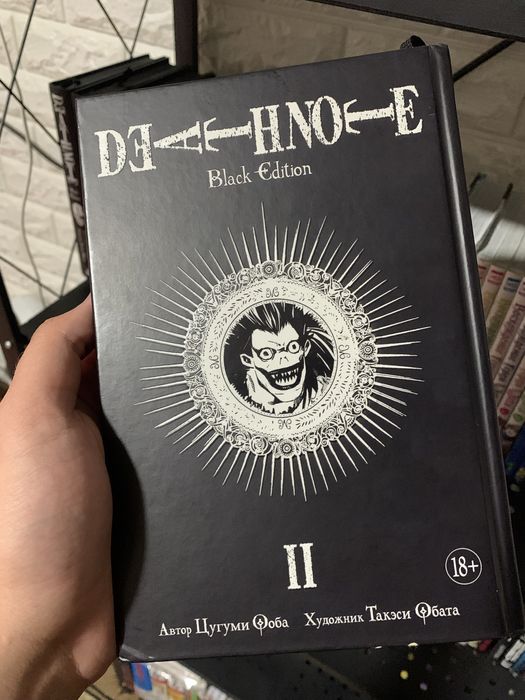 DEATHNOTE
Black Edition
II
18+
Автор Цугуми Ооба Художник Такэси Обата